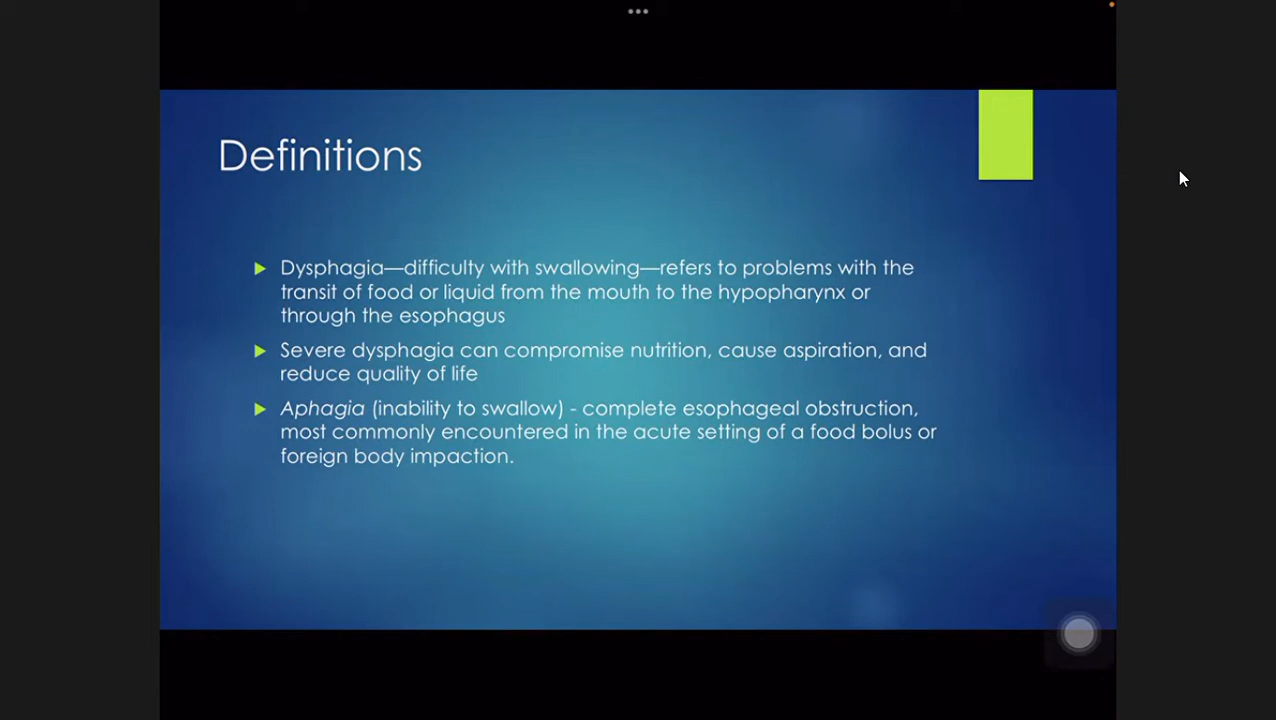 Definitions
Dysphagia—difficulty with swallowing—refers to problems with the
transit of food or liquid from the mouth to the hypopharynx or
through the esophagus
Severe dysphagia can compromise nutrition, cause aspiration, and
reduce quality of life
Aphagia (inability to swallow) - complete esophageal obstruction,
most commonly encountered in the acute setting of a food bolus or
foreign body impaction.